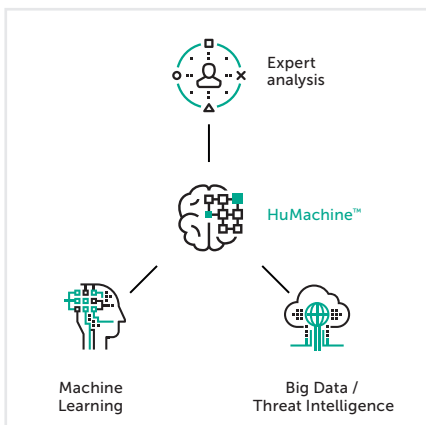 Expert
analysis
HuMachine™
Machine
Learning
Big Data /
Threat Intelligence